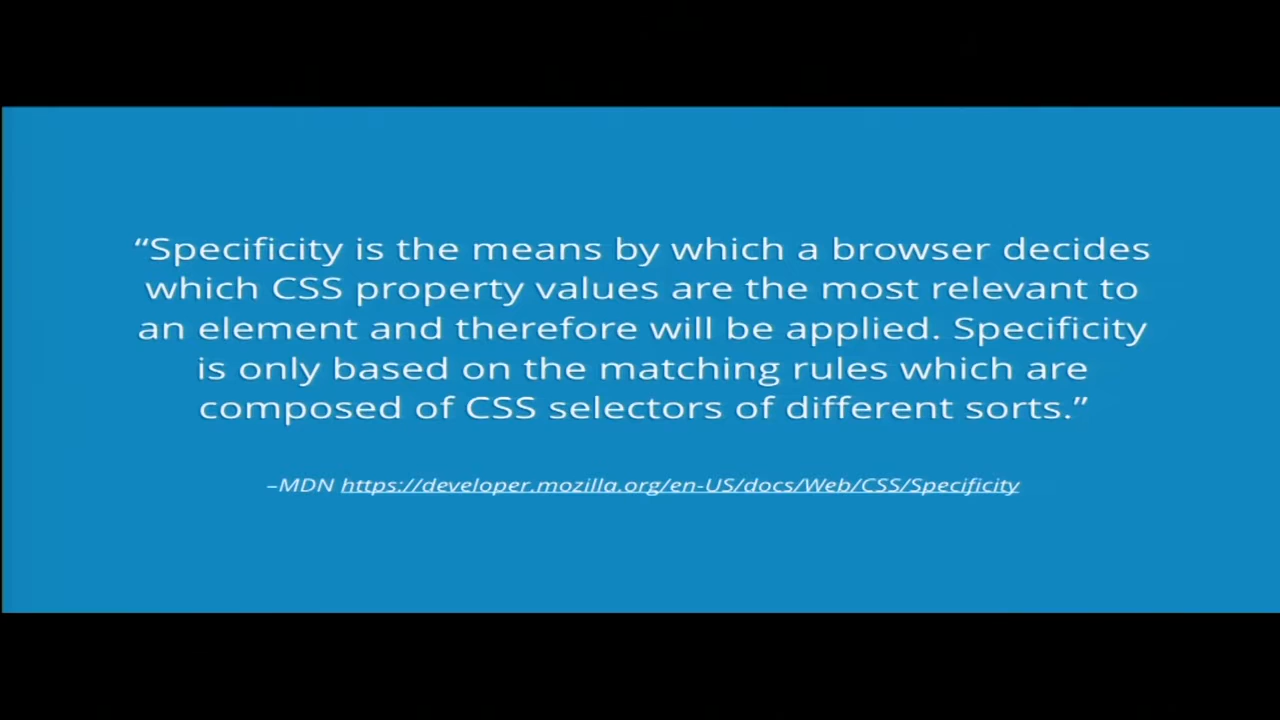 “Specificity is the means by which a browser decides
which CSS property values are the most relevant to
an element and therefore will be applied. Specificity
is only based on the matching rules which are
composed of CSS selectors of different sorts.”
–MDN https://developer.mozilla.org/en-US/docs/Web/CSS/Specificity